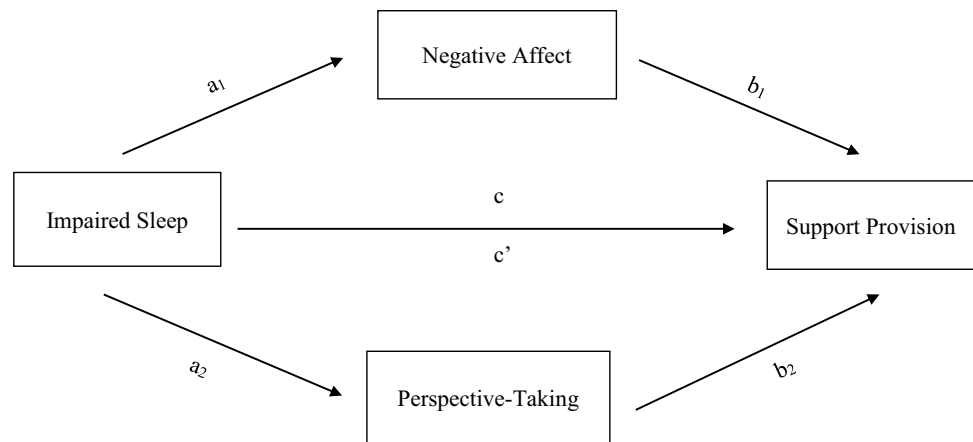 Negative Affect
a₁
b₁
Impaired Sleep
c
c’
Support Provision
a₂
b₂
Perspective-Taking